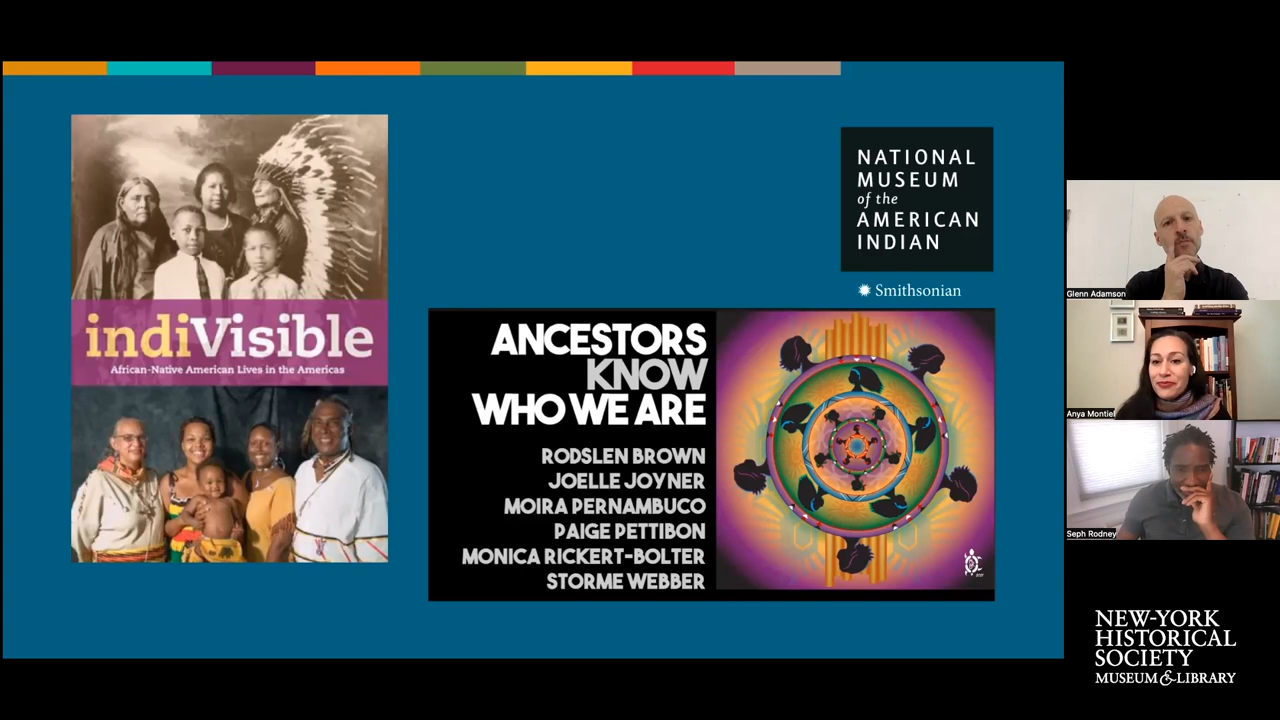 indiVisible
African-Native American Lives in the Americas
NATIONAL
MUSEUM
of the
AMERICAN
INDIAN
Smithsonian
ANCESTORS
KNOW
WHO WE ARE
RODSLEN BROWN
JOELLE JOYNER
MOIRA PERNAMBUCO
PAIGE PETTIBON
MONICA RICKERT-BOLTER
STORME WEBBER
Glenn Adamson
Anya Montiel
Seph Rodney
NEW-YORK
HISTORICAL
SOCIETY
MUSEUM & LIBRARY